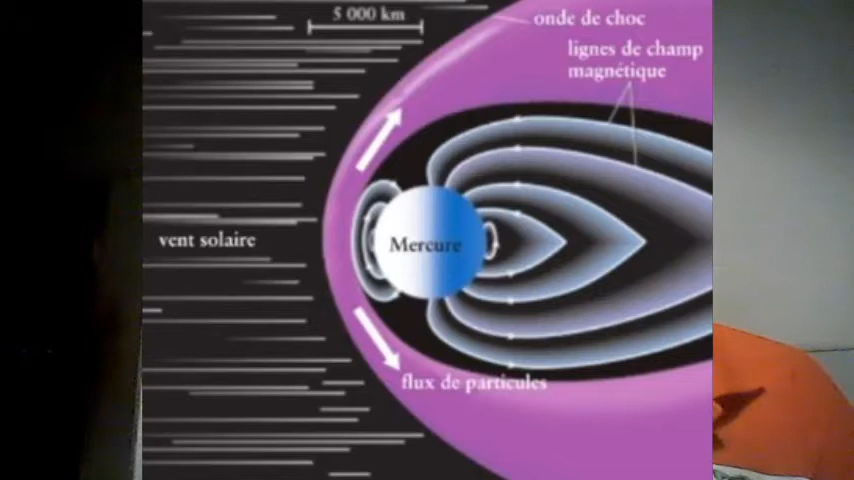 5 000 km
onde de choc
lignes de champ
magnétique
vent solaire
Mercure
flux de particules